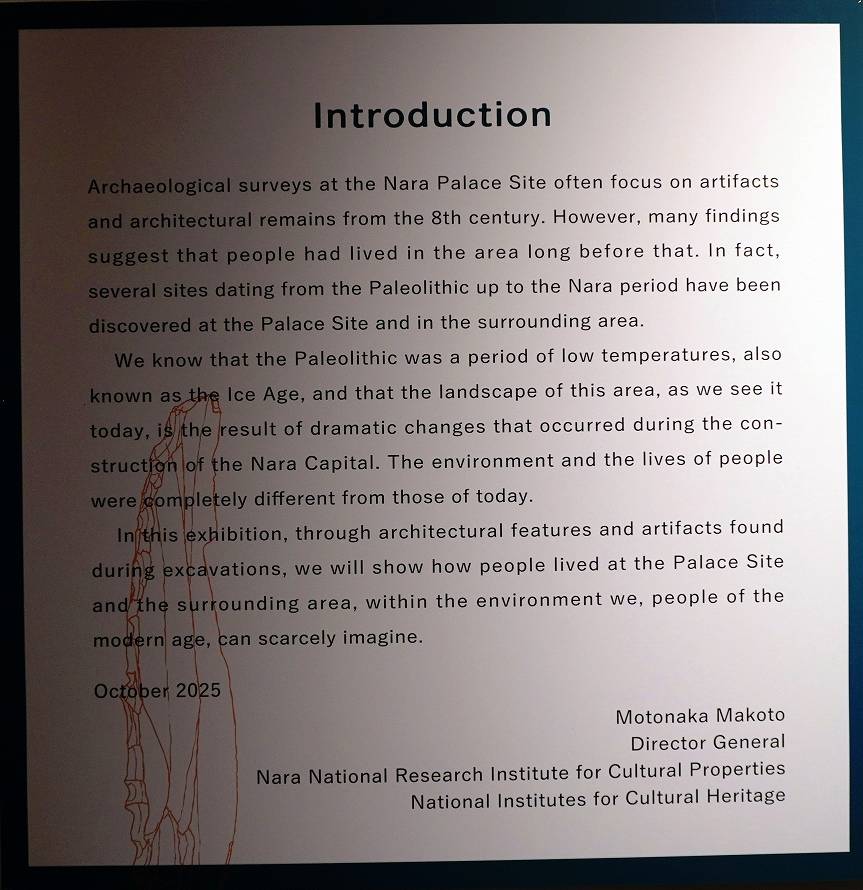 Introduction
Archaeological surveys at the Nara Palace Site often focus on artifacts
and architectural remains from the 8th century. However, many findings
suggest that people had lived in the area long before that. In fact,
several sites dating from the Paleolithic up to the Nara period have been
discovered at the Palace Site and in the surrounding area.
We know that the Paleolithic was a period of low temperatures, also
known as the Ice Age, and that the landscape of this area, as we see it
today, is the result of dramatic changes that occurred during the con-
struction of the Nara Capital. The environment and the lives of people
were completely different from those of today.
In this exhibition, through architectural features and artifacts found
during excavations, we will show how people lived at the Palace Site
and the surrounding area, within the environment we, people of the
modern age, can scarcely imagine.
October 2025
Motonaka Makoto
Director General
Nara National Research Institute for Cultural Properties
National Institutes for Cultural Heritage